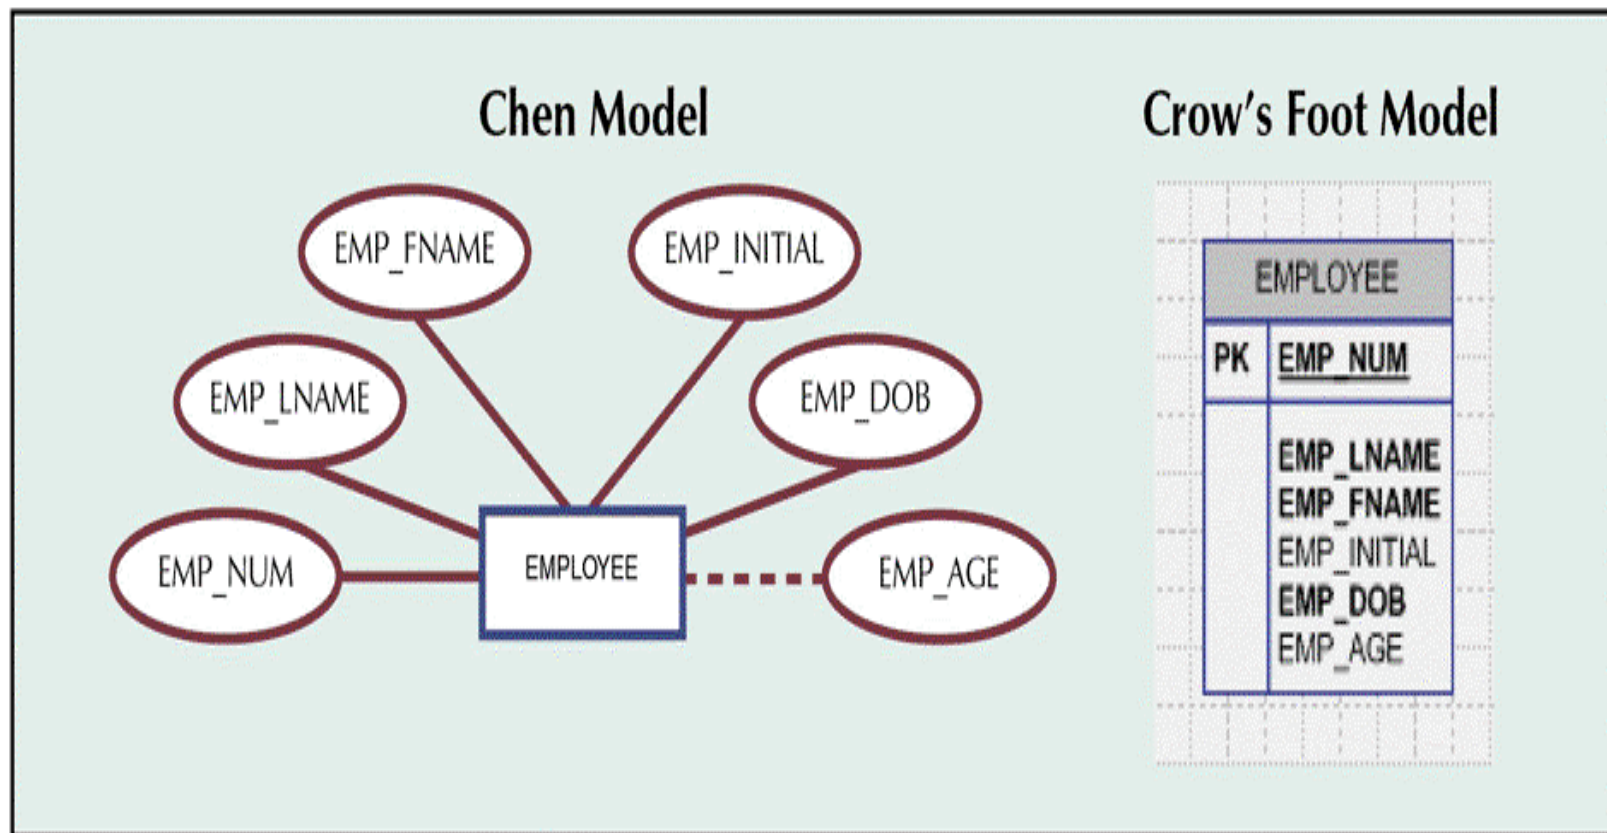 Chen Model
Crow's Foot Model
EMP_FNAME
EMP_INITIAL
EMP_LNAME
EMP_DOB
EMP_NUM
EMPLOYEE
EMP_AGE
EMPLOYEE
PK EMP_NUM
EMP_LNAME
EMP_FNAME
EMP_INITIAL
EMP_DOB
EMP_AGE